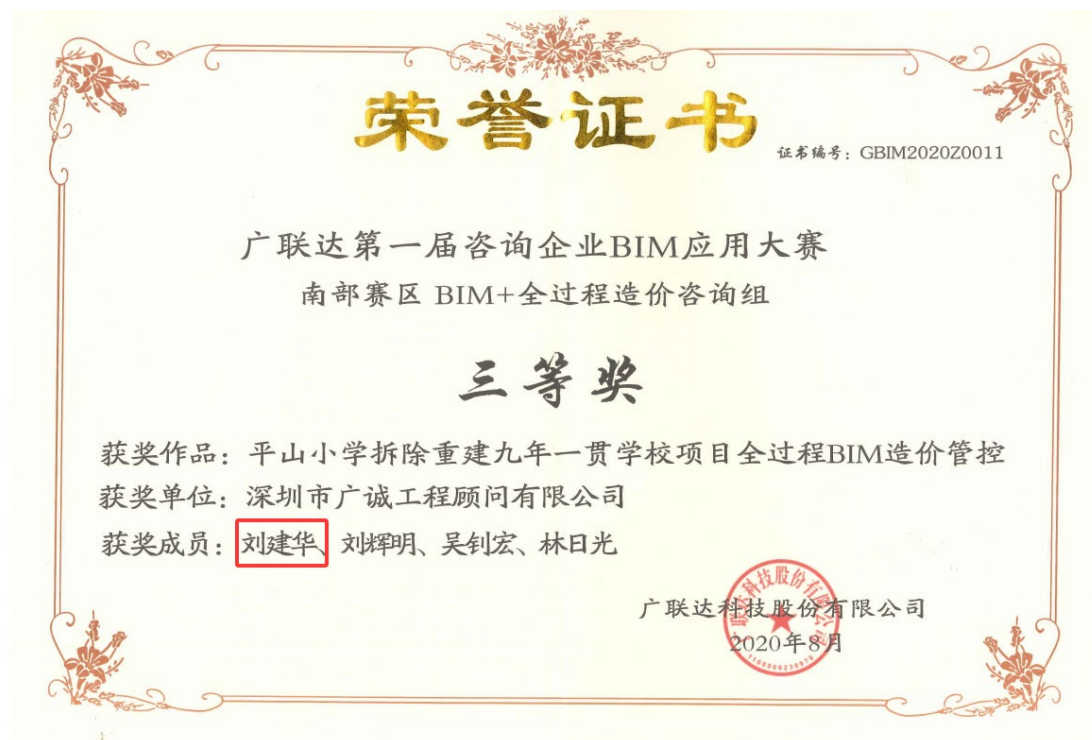 荣誉证书
证书编号：GBIM2020Z0011
广联达第一届咨询企业BIM应用大赛
南部赛区 BIM+全过程造价咨询组
三等奖
获奖作品：平山小学拆除重建九年一贯学校项目全过程BIM造价管控
获奖单位：深圳市广诚工程顾问有限公司
获奖成员：刘建华、刘辉明、吴钊宏、林日光
广联达科技股份有限公司
2020年8月